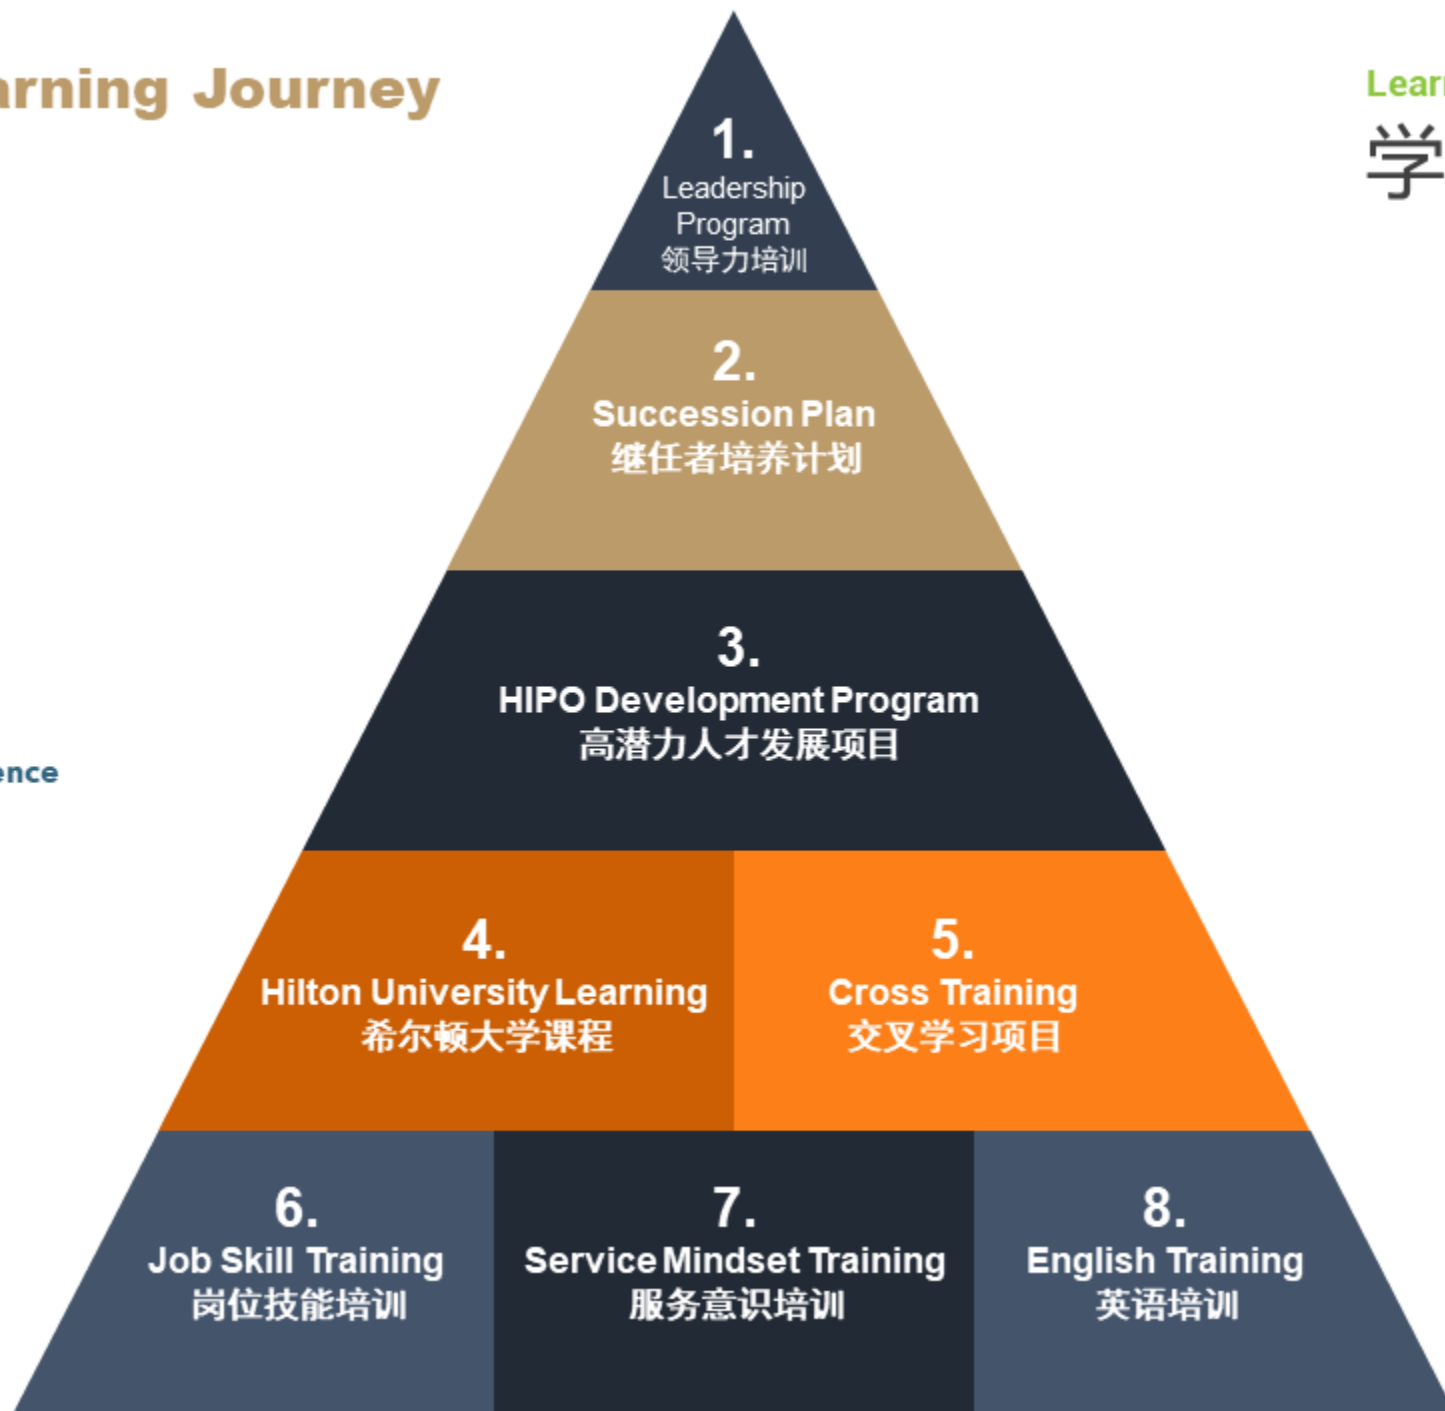 arning Journey
Learn
学
1.
Leadership
Program
领导力培训
2.
Succession Plan
继任者培养计划
3.
HIPO Development Program
高潜力人才发展项目
ence
4.
Hilton University Learning
希尔顿大学课程
5.
Cross Training
交叉学习项目
6.
Job Skill Training
岗位技能培训
7.
Service Mindset Training
服务意识培训
8.
English Training
英语培训